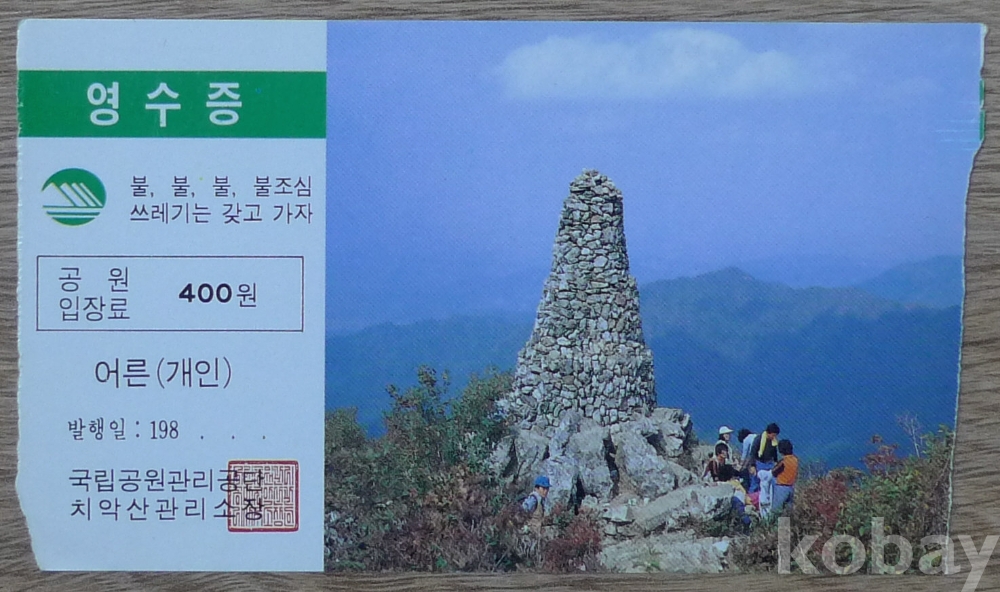 영수증
불, 불, 불, 불조심
쓰레기는 갖고 가자
공 원
입장료
400원
어른(개인)
발행일 : 198 . . .
국립공원관리공단
치악산관리소장
kobay